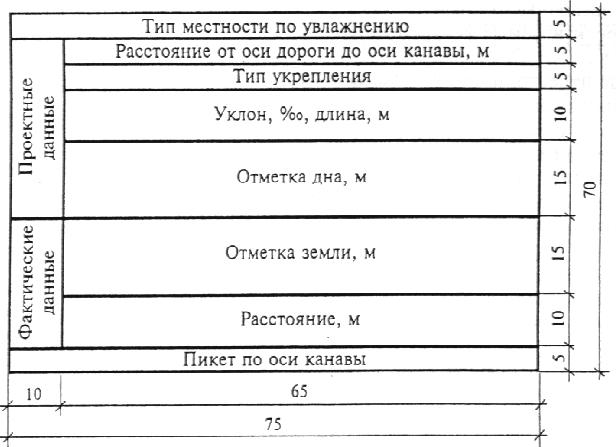 Тип местности по увлажнению
5
Проектные
данные
Расстояние от оси дороги до оси канавы, м
5
Тип укрепления
5
Уклон, ‰, длина, м
10
Отметка дна, м
15
70
Фактические
данные
Отметка земли, м
15
Расстояние, м
10
Пикет по оси канавы
5
10
65
75